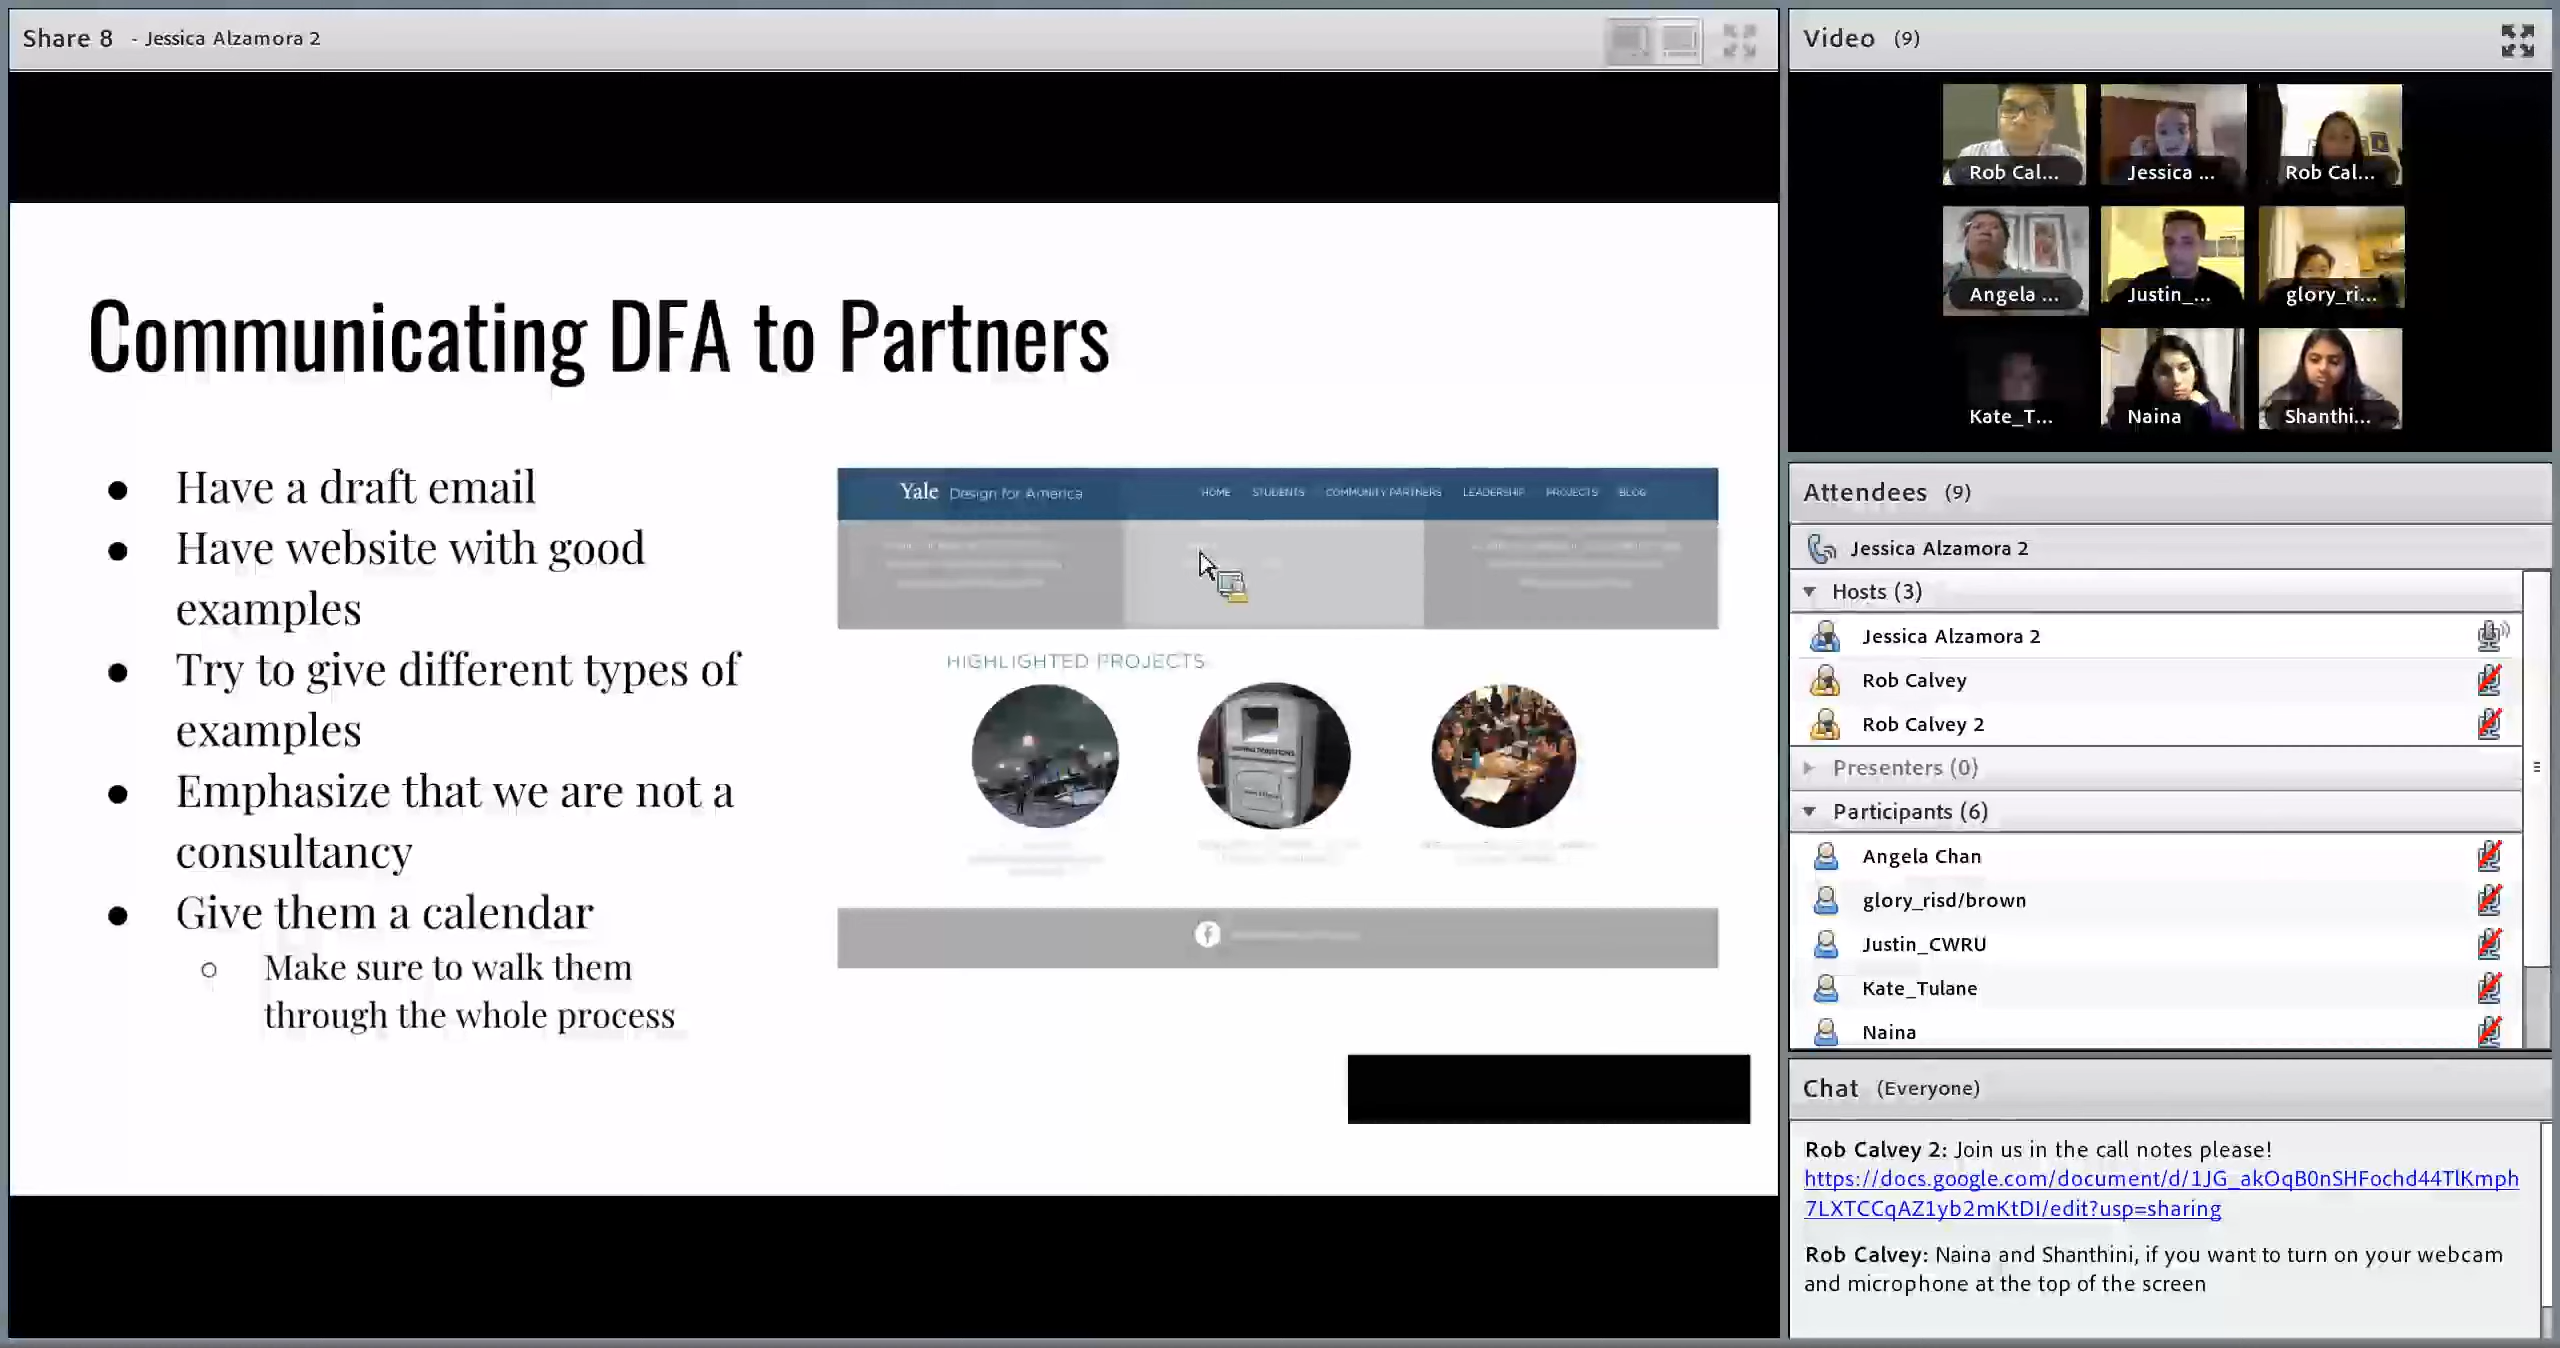 Share 8 - Jessica Alzamora 2
Communicating DFA to Partners
● Have a draft email
● Have website with good
examples
● Try to give different types of
examples
● Emphasize that we are not a
consultancy
● Give them a calendar
○ Make sure to walk them
through the whole process
Yale Design for America HOME STUDENTS COMMUNITY PARTNERS LEADERSHIP PROJECTS BLOG
HIGHLIGHTED PROJECTS
Video (9)
Rob Cal... Jessica ... Rob Cal...
Angela ... Justin_... glory_ri...
Kate_T... Naina Shanthi...
Attendees (9)
Jessica Alzamora 2
Hosts (3)
Jessica Alzamora 2
Rob Calvey
Rob Calvey 2
Presenters (0)
Participants (6)
Angela Chan
glory_risd/brown
Justin_CWRU
Kate_Tulane
Naina
Chat (Everyone)
Rob Calvey 2: Join us in the call notes please!
https://docs.google.com/document/d/1JG_akOqB0nSHFochd44TlKmph
7LXTCCqAZ1yb2mKtDI/edit?usp=sharing
Rob Calvey: Naina and Shanthini, if you want to turn on your webcam
and microphone at the top of the screen